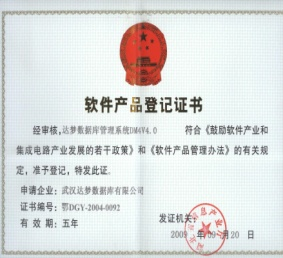 软件产品登记证书
经审核，达梦数据库管理系统DM4V4.0 符合《鼓励软件产业和
集成电路产业发展的若干政策》和《软件产品管理办法》的有关规
定，准予登记，特发此证。
申请企业：武汉达梦数据库有限公司
证书编号：鄂DGY-2004-0092
有 效 期：五年
发证机关：
2009 年 09 月 20 日